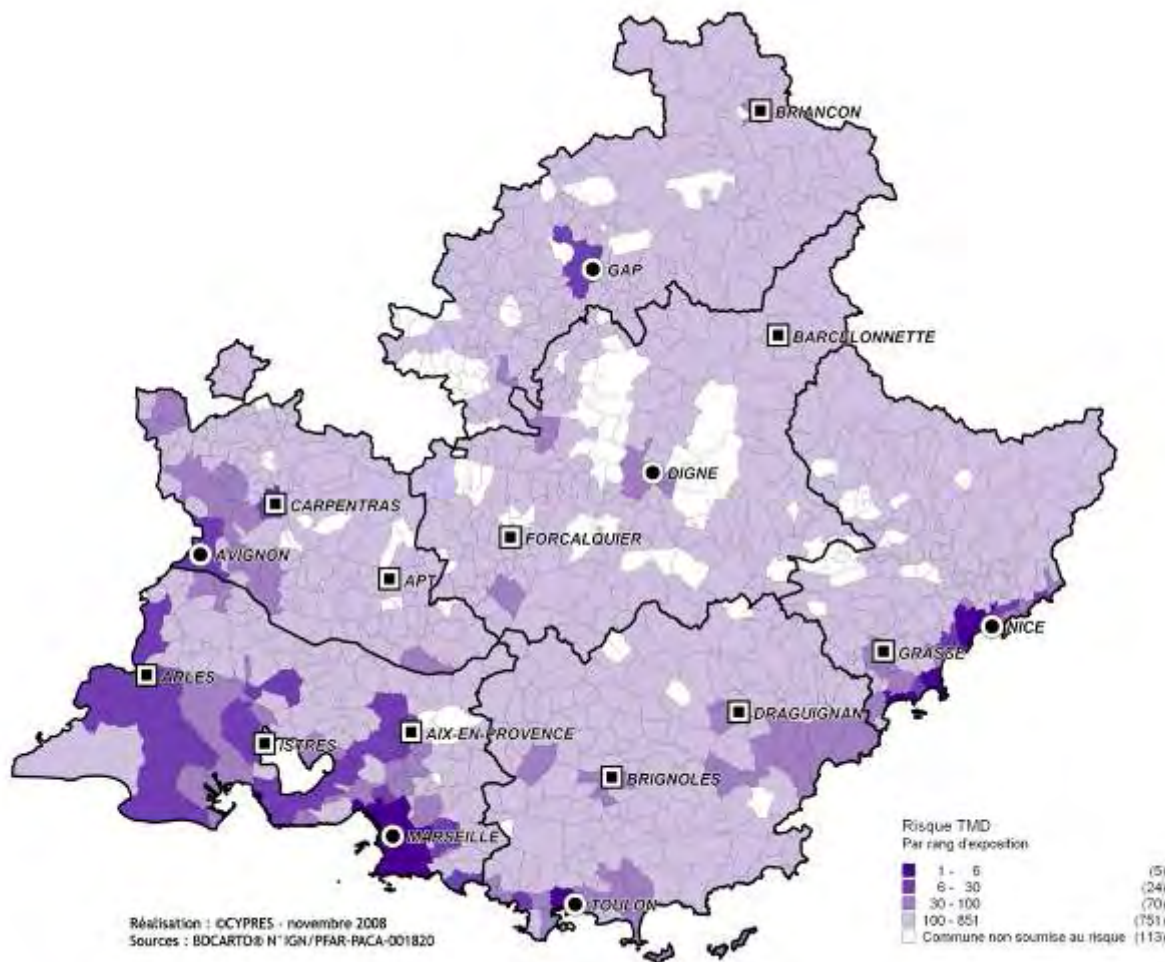 BRIANCON
GAP
BARCELONNETTE
DIGNE
CARPENTRAS
FORCALQUIER
AVIGNON
APT
NICE
GRASSE
ARLES
DRAGUIGNAN
AIX-EN-PROVENCE
ISTRES
BRIGNOLES
MARSEILLE
TOULON
Risque TMD
Par rang d'exposition
1 - 6 (5)
6 - 30 (24)
30 - 100 (70)
100 - 851 (751)
Commune non soumise au risque (113)
Réalisation : ©CYPRES - novembre 2008
Sources : BDCARTO® N°IGN/PFAR-PACA-001820